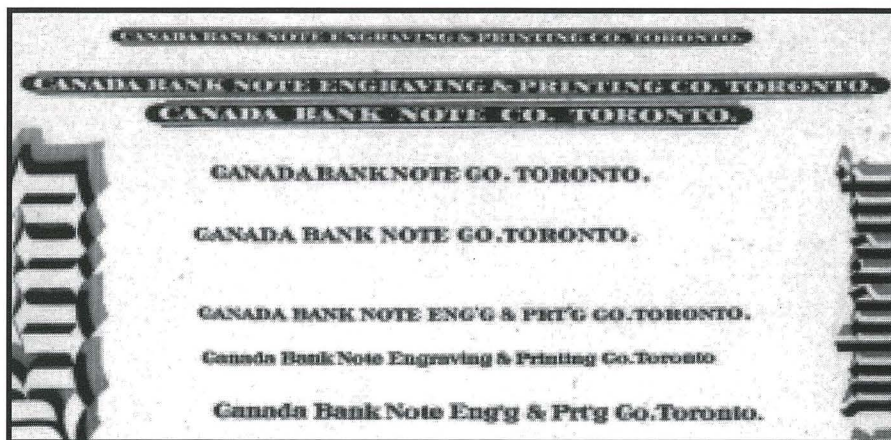 CANADA BANK NOTE ENGRAVING & PRINTING CO. TORONTO.
CANADA BANK NOTE ENGRAVING & PRINTING CO. TORONTO.
CANADA BANK NOTE CO. TORONTO.
CANADA BANK NOTE CO. TORONTO.
CANADA BANK NOTE CO. TORONTO.
CANADA BANK NOTE ENG'G & PRT'G CO. TORONTO.
Canada Bank Note Engraving & Printing Co. Toronto
Canada Bank Note Eng'g & Prt'g Co. Toronto.